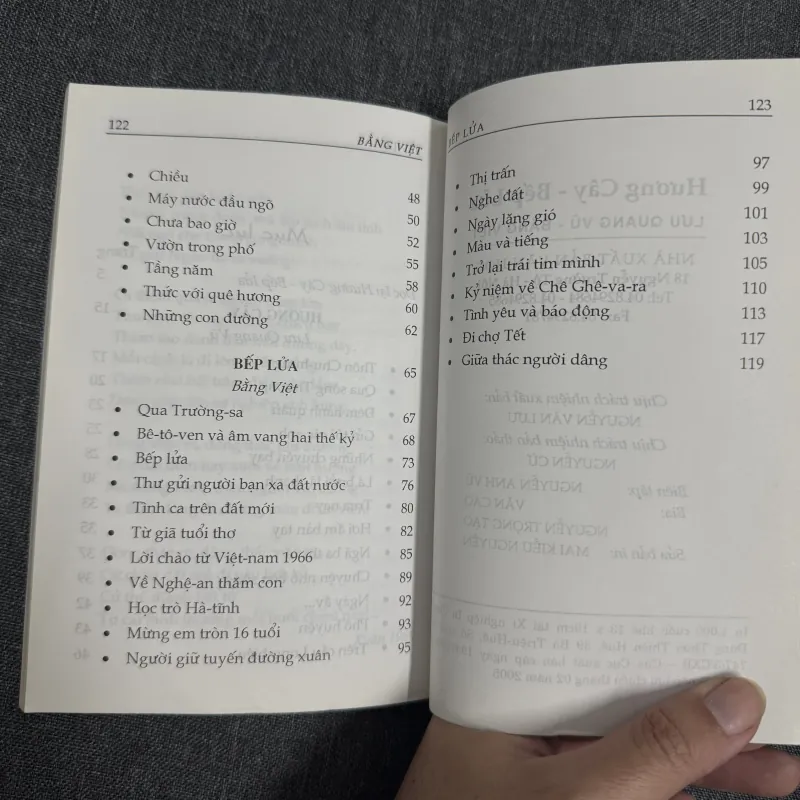 122
BẰNG VIỆT
• Chiều 48
• Máy nước đầu ngõ 50
• Chưa bao giờ 52
• Vườn trong phố 55
• Tầng năm 58
• Thức với quê hương 60
• Những con đường 62
BẾP LỬA 65
Bằng Việt
• Qua Trường-sa 67
• Bê-tô-ven và âm vang hai thế kỷ 68
• Bếp lửa 73
• Thư gửi người bạn xa đất nước 76
• Tình ca trên đất mới 80
• Từ giã tuổi thơ 82
• Lời chào từ Việt-nam 1966 85
• Về Nghệ-an thăm con 89
• Học trò Hà-tĩnh 92
• Mừng em tròn 16 tuổi 93
• Người giữ tuyến đường xuân 95
123
BẾP LỬA
• Thị trấn 97
• Nghe đất 99
• Ngày lặng gió 101
• Màu và tiếng 103
• Trở lại trái tim mình 105
• Kỷ niệm về Chê Ghê-va-ra 110
• Tình yêu và báo động 113
• Đi chợ Tết 117
• Giữa thác người dâng 119